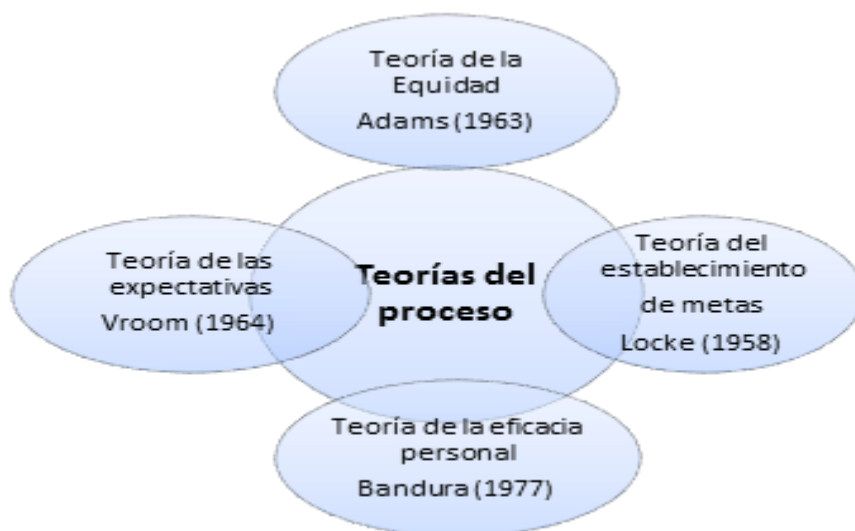 Teoría de la
Equidad
Adams (1963)
Teoría de las
expectativas
Vroom (1964)
Teorías del
proceso
Teoría del
establecimiento
de metas
Locke (1958)
Teoría de la eficacia
personal
Bandura (1977)